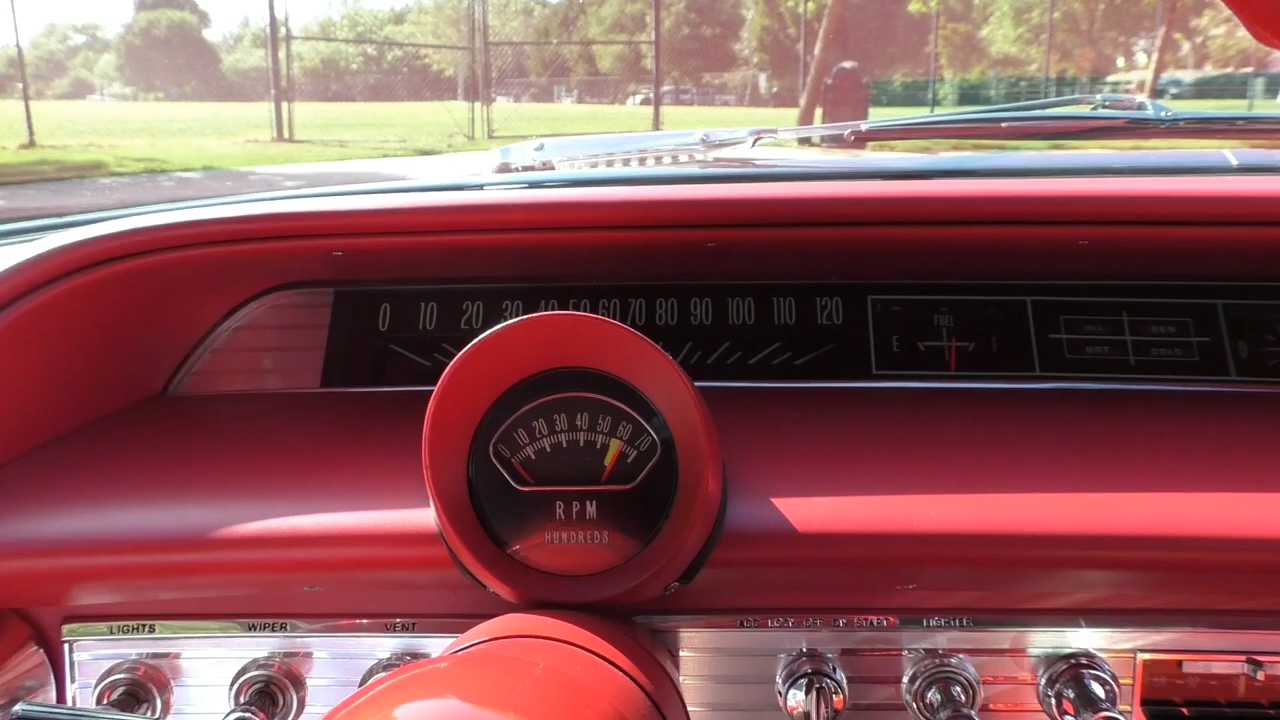 0 10 20 30 40 50 60 70 80 90 100 110 120
FUEL
E F
GEN
HOT COLD
0 10 20 30 40 50 60 70
RPM
HUNDREDS
LIGHTS WIPER VENT
ACC LOCK OFF ON START LIGHTER